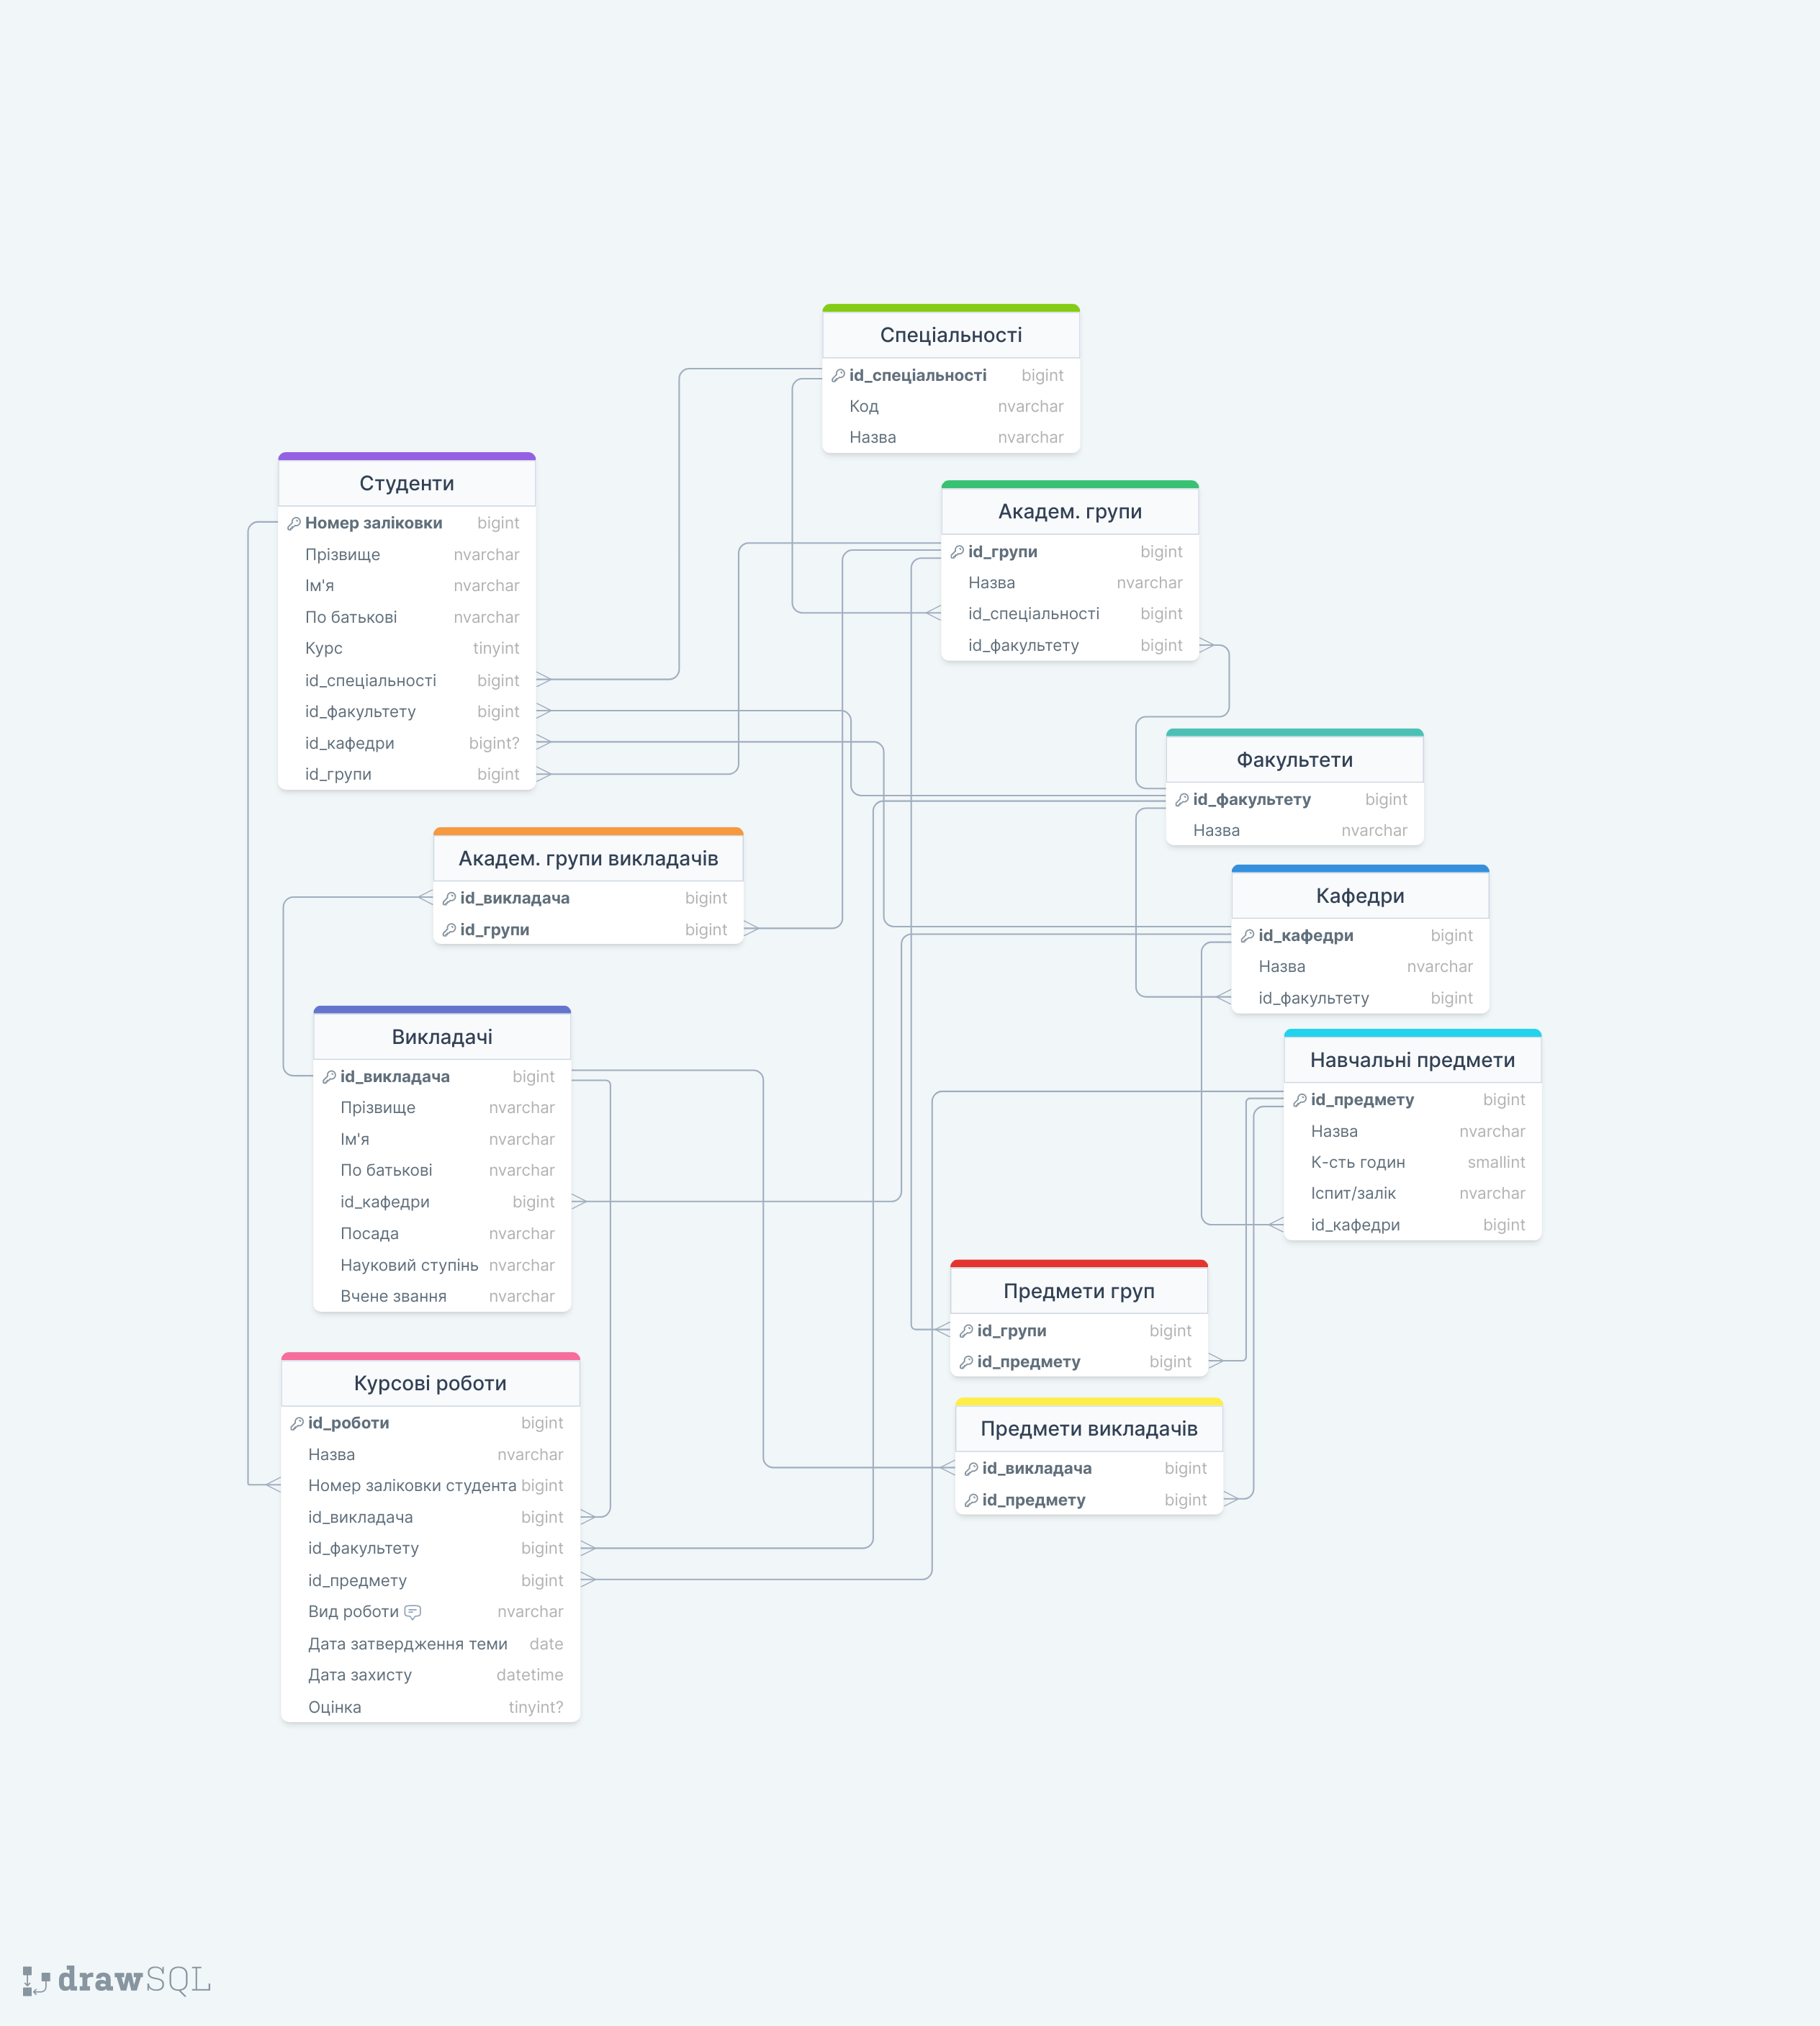 Спеціальності
id_спеціальності bigint
Код nvarchar
Назва nvarchar
Студенти
Номер заліковки bigint
Прізвище nvarchar
Ім'я nvarchar
По батькові nvarchar
Курс tinyint
id_спеціальності bigint
id_факультету bigint
id_кафедри bigint?
id_групи bigint
Академ. групи
id_групи bigint
Назва nvarchar
id_спеціальності bigint
id_факультету bigint
Факультети
id_факультету bigint
Назва nvarchar
Академ. групи викладачів
id_викладача bigint
id_групи bigint
Кафедри
id_кафедри bigint
Назва nvarchar
id_факультету bigint
Викладачі
id_викладача bigint
Прізвище nvarchar
Ім'я nvarchar
По батькові nvarchar
id_кафедри bigint
Посада nvarchar
Науковий ступінь nvarchar
Вчене звання nvarchar
Навчальні предмети
id_предмету bigint
Назва nvarchar
К-сть годин smallint
Іспит/залік nvarchar
id_кафедри bigint
Предмети груп
id_групи bigint
id_предмету bigint
Курсові роботи
id_роботи bigint
Назва nvarchar
Номер заліковки студента bigint
id_викладача bigint
id_факультету bigint
id_предмету bigint
Вид роботи nvarchar
Дата затвердження теми date
Дата захисту datetime
Оцінка tinyint?
Предмети викладачів
id_викладача bigint
id_предмету bigint
drawSQL